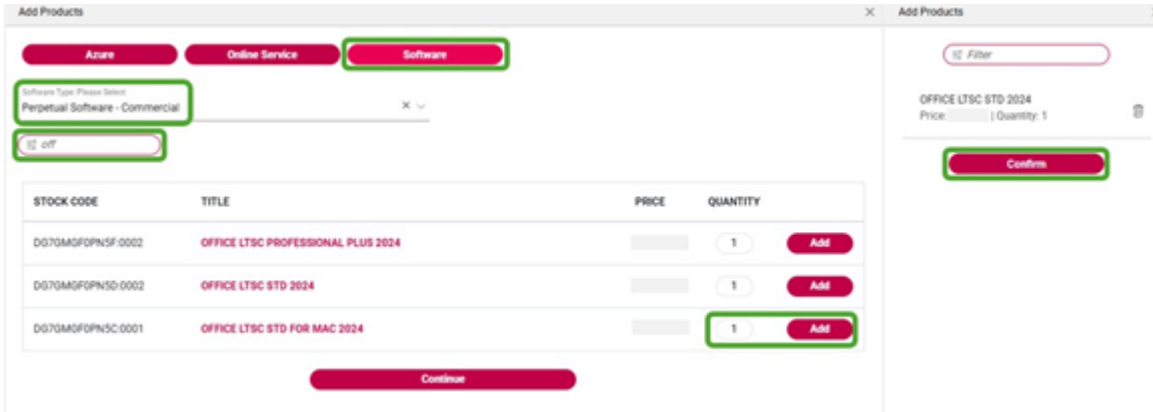 Add Products
Azure
Online Service
Software
Software Type: Please Select
Perpetual Software - Commercial
off
STOCK CODE TITLE PRICE QUANTITY
DG7GMGF0PN5F:0002 OFFICE LTSC PROFESSIONAL PLUS 2024 1 Add
DG7GMGF0PN5D:0002 OFFICE LTSC STD 2024 1 Add
DG7GMGF0PN5C:0001 OFFICE LTSC STD FOR MAC 2024 1 Add
Continue
Add Products
Filter
OFFICE LTSC STD 2024
Price: | Quantity: 1
Confirm